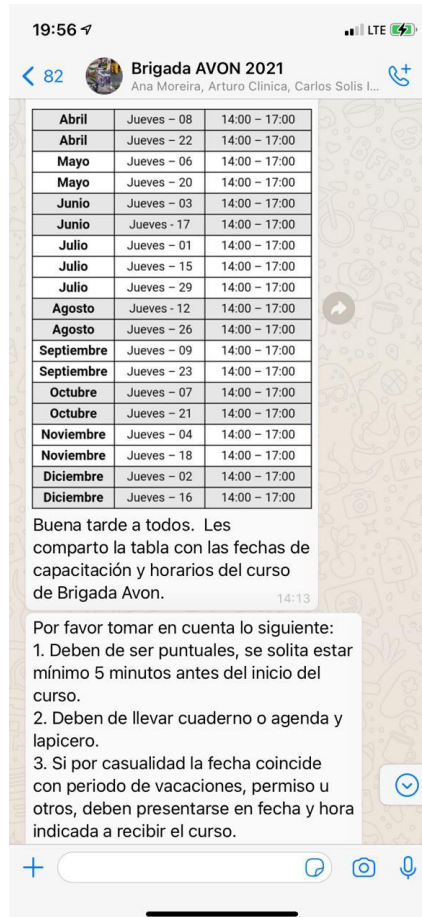 19:56
LTE
82
Brigada AVON 2021
Ana Moreira, Arturo Clinica, Carlos Solis I...
Abril Jueves – 08 14:00 – 17:00
Abril Jueves – 22 14:00 – 17:00
Mayo Jueves – 06 14:00 – 17:00
Mayo Jueves – 20 14:00 – 17:00
Junio Jueves – 03 14:00 – 17:00
Junio Jueves - 17 14:00 – 17:00
Julio Jueves – 01 14:00 – 17:00
Julio Jueves – 15 14:00 – 17:00
Julio Jueves – 29 14:00 – 17:00
Agosto Jueves - 12 14:00 – 17:00
Agosto Jueves – 26 14:00 – 17:00
Septiembre Jueves – 09 14:00 – 17:00
Septiembre Jueves – 23 14:00 – 17:00
Octubre Jueves – 07 14:00 – 17:00
Octubre Jueves – 21 14:00 – 17:00
Noviembre Jueves – 04 14:00 – 17:00
Noviembre Jueves – 18 14:00 – 17:00
Diciembre Jueves – 02 14:00 – 17:00
Diciembre Jueves – 16 14:00 – 17:00
Buena tarde a todos. Les
comparto la tabla con las fechas de
capacitación y horarios del curso
de Brigada Avon.
14:13
Por favor tomar en cuenta lo siguiente:
1. Deben de ser puntuales, se solita estar
mínimo 5 minutos antes del inicio del
curso.
2. Deben de llevar cuaderno o agenda y
lapicero.
3. Si por casualidad la fecha coincide
con periodo de vacaciones, permiso u
otros, deben presentarse en fecha y hora
indicada a recibir el curso.